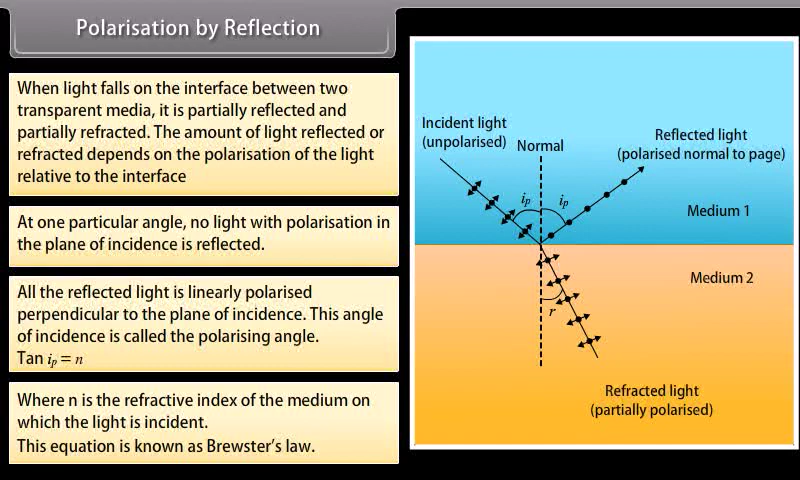 Polarisation by Reflection
When light falls on the interface between two
transparent media, it is partially reflected and
partially refracted. The amount of light reflected or
refracted depends on the polarisation of the light
relative to the interface
At one particular angle, no light with polarisation in
the plane of incidence is reflected.
All the reflected light is linearly polarised
perpendicular to the plane of incidence. This angle
of incidence is called the polarising angle.
Tan iₚ = n
Where n is the refractive index of the medium on
which the light is incident.
This equation is known as Brewster's law.
Incident light
(unpolarised)
Normal
Reflected light
(polarised normal to page)
iₚ
iₚ
Medium 1
Medium 2
r
Refracted light
(partially polarised)